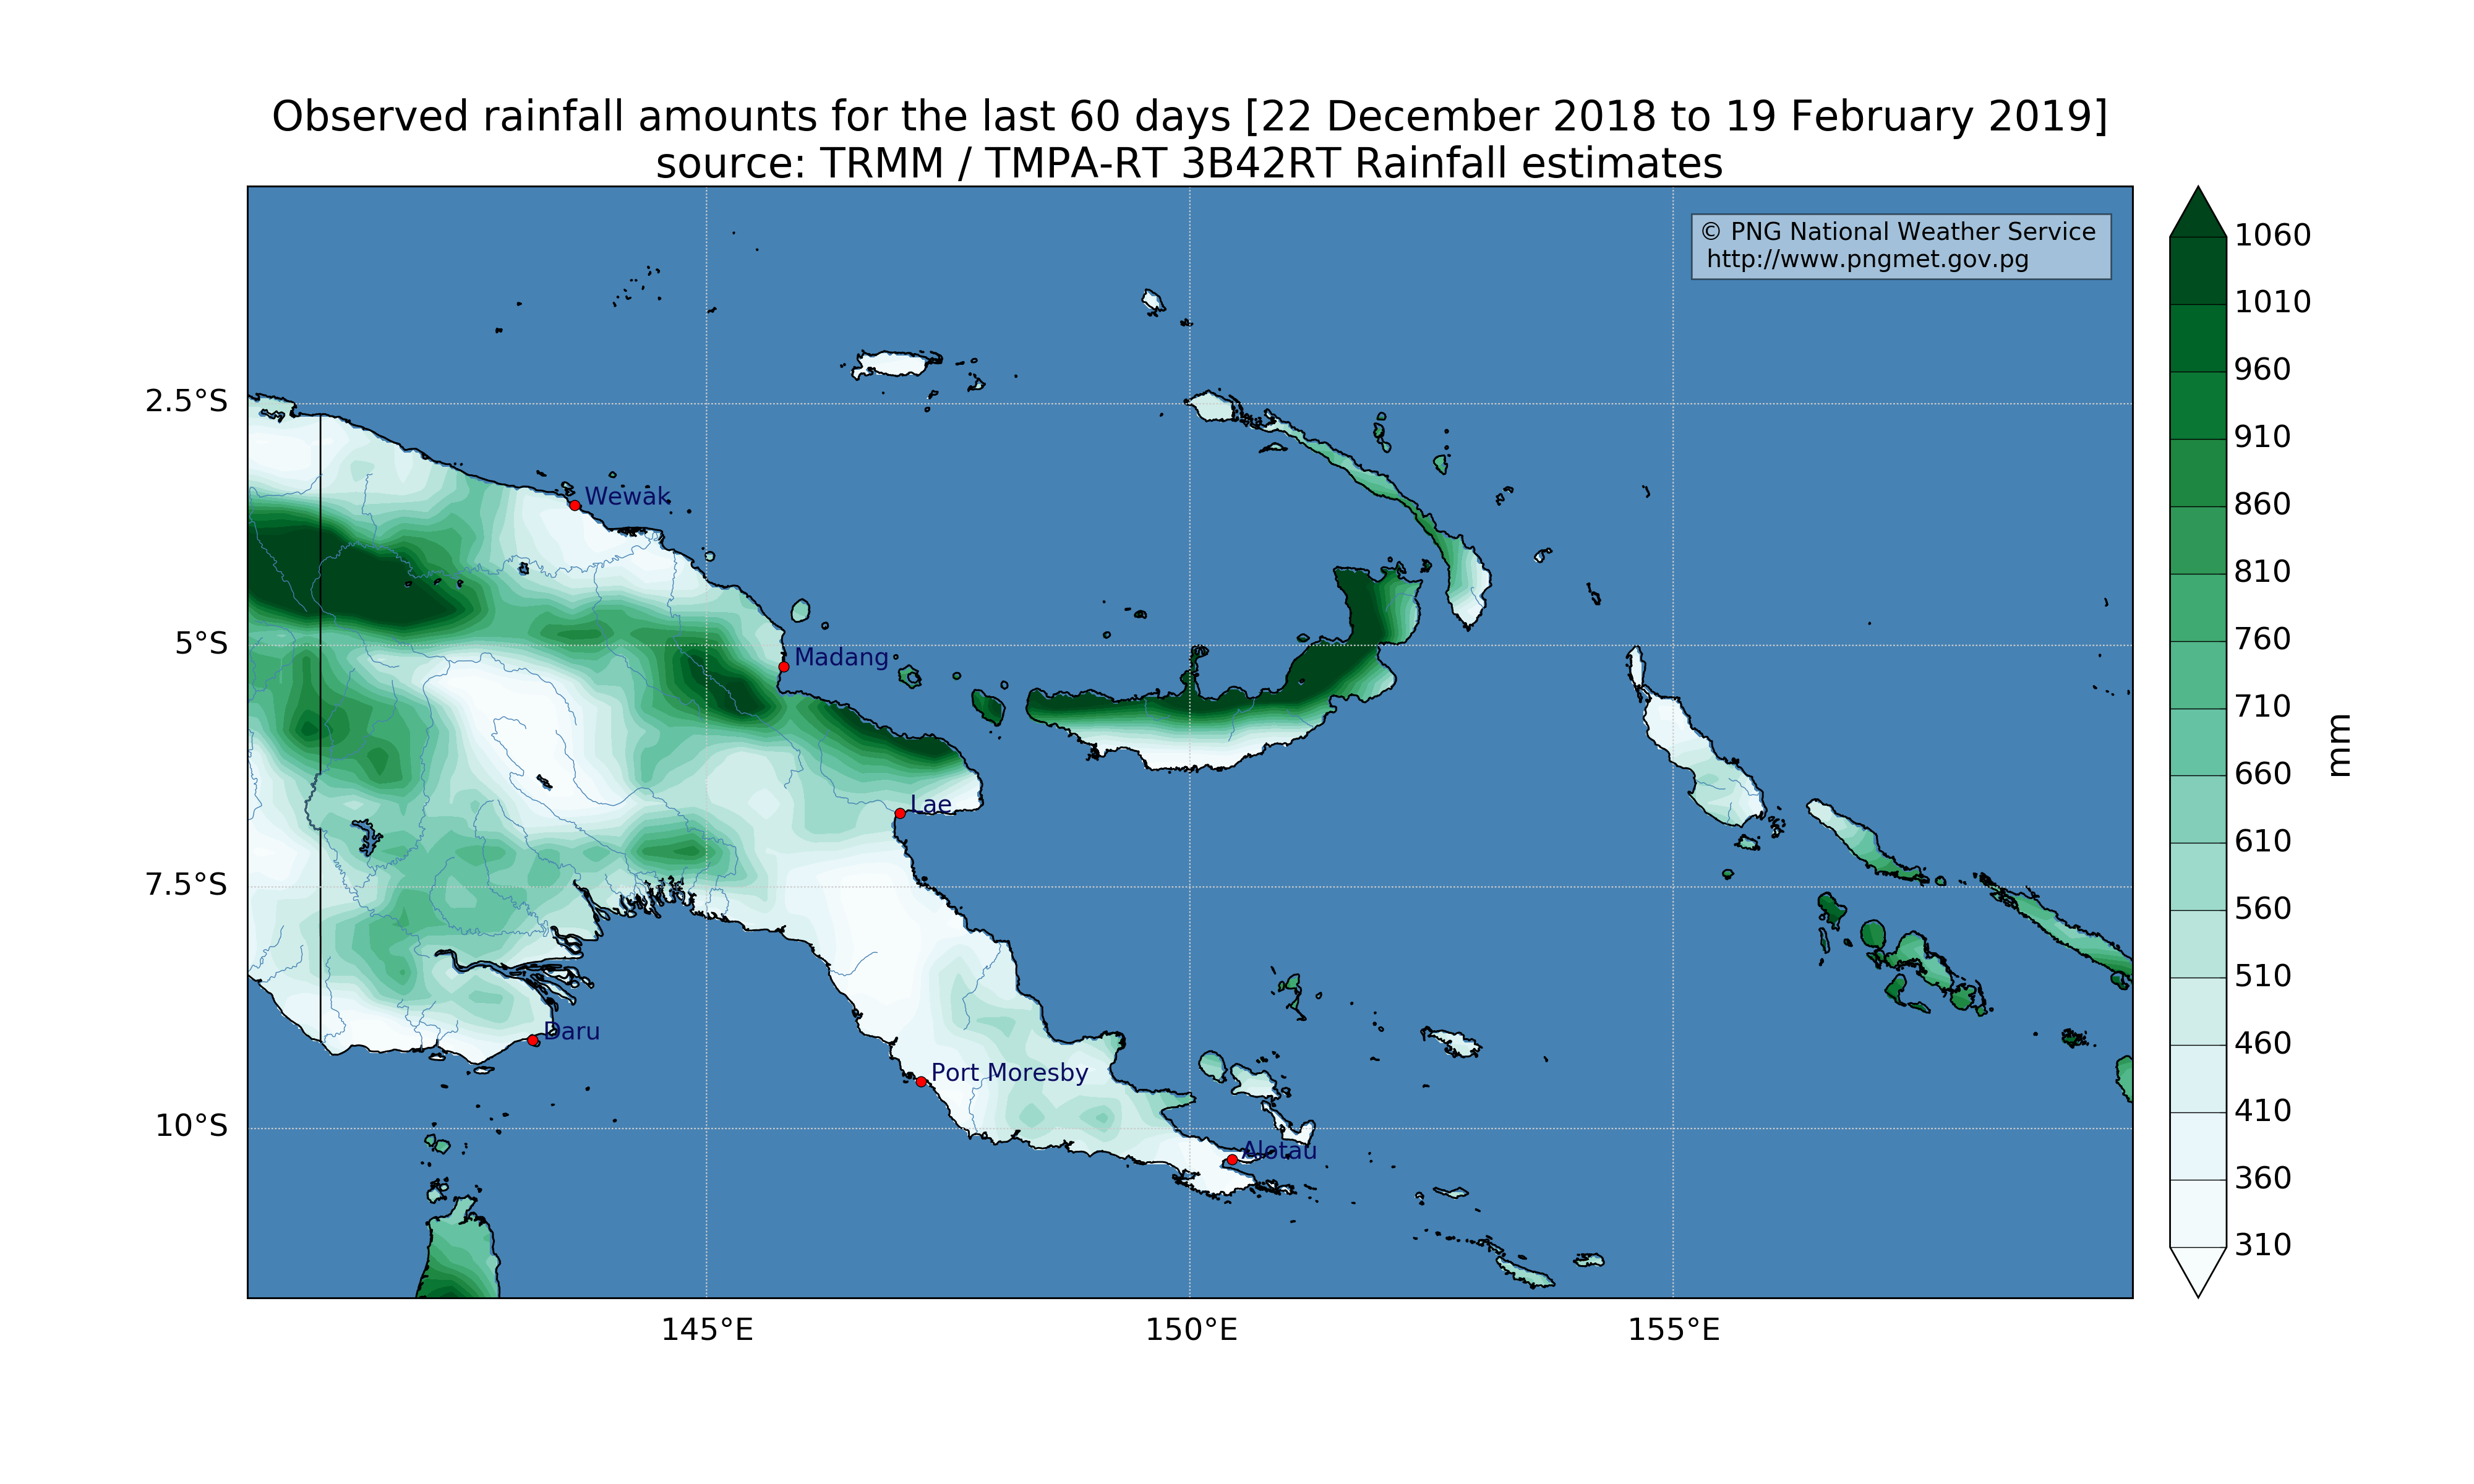 Observed rainfall amounts for the last 60 days [22 December 2018 to 19 February 2019]
source: TRMM / TMPA-RT 3B42RT Rainfall estimates
© PNG National Weather Service
http://www.pngmet.gov.pg
2.5°S
5°S
7.5°S
10°S
Wewak
Madang
Lae
Daru
Port Moresby
Alotau
145°E
150°E
155°E
1060
1010
960
910
860
810
760
710
660
610
560
510
460
410
360
310
mm